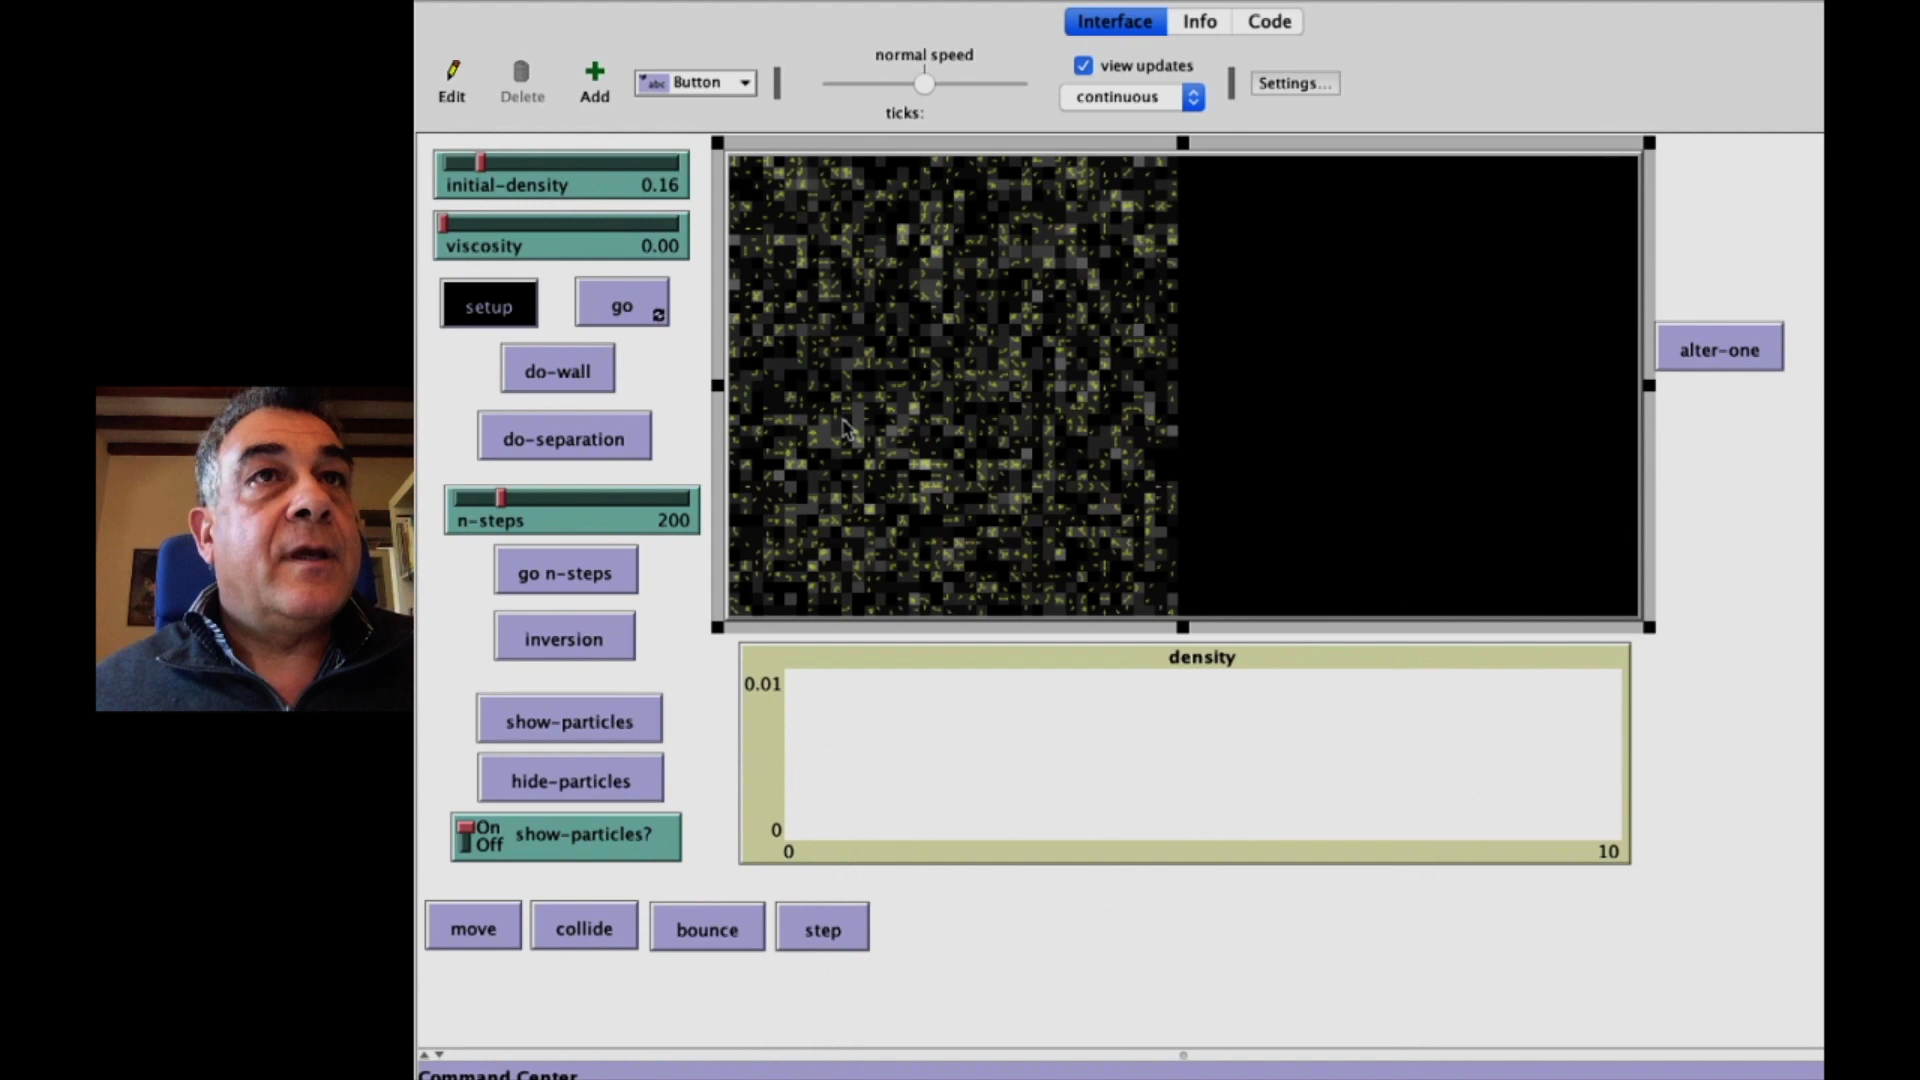 Interface Info Code
normal speed
view updates
Edit Delete Add abc Button continuous Settings...
ticks:
initial-density 0.16
viscosity 0.00
setup go
do-wall
do-separation
n-steps 200
go n-steps
inversion
show-particles
hide-particles
On
Off
show-particles?
move collide bounce step
alter-one
density
0.01
0
0 10
Command Center